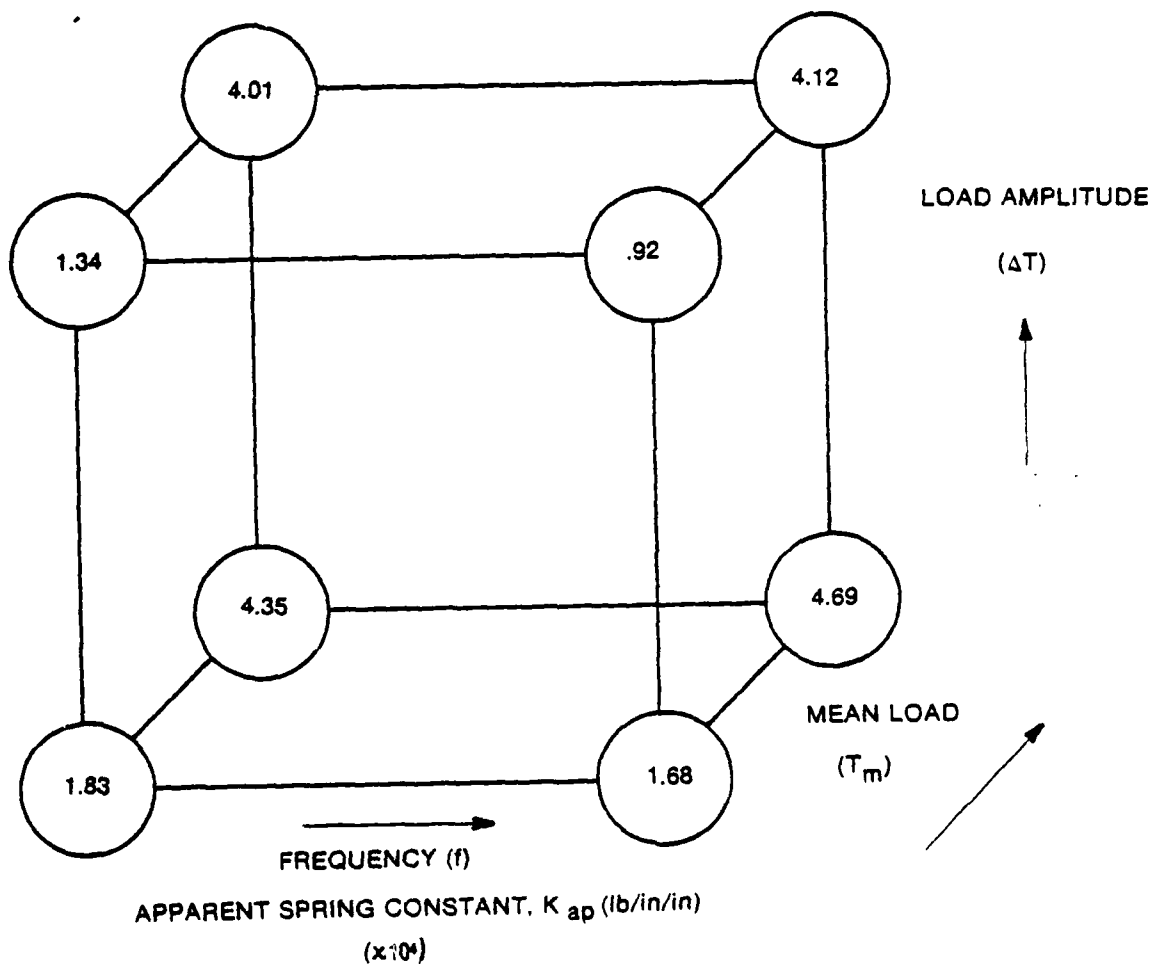 4.01
4.12
LOAD AMPLITUDE
1.34
.92
(ΔT)
4.35
4.69
MEAN LOAD
(Tm)
1.83
1.68
FREQUENCY (f)
APPARENT SPRING CONSTANT, K ap (lb/in/in)
(x10⁴)